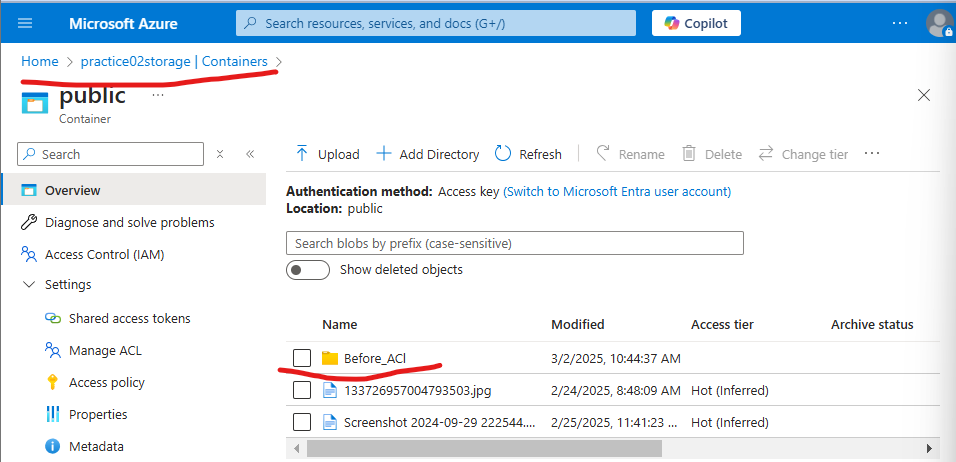 Microsoft Azure Search resources, services, and docs (G+/) Copilot ...
Home > practice02storage | Containers >
public ...
Container
Search
Upload Add Directory Refresh Rename Delete Change tier ...
Overview
Diagnose and solve problems
Access Control (IAM)
Settings
Shared access tokens
Manage ACL
Access policy
Properties
Metadata
Authentication method: Access key (Switch to Microsoft Entra user account)
Location: public
Search blobs by prefix (case-sensitive)
Show deleted objects
Name Modified Access tier Archive status
Before_ACl 3/2/2025, 10:44:37 AM
133726957004793503.jpg 2/24/2025, 8:48:09 AM Hot (Inferred)
Screenshot 2024-09-29 222544.... 2/25/2025, 11:41:23 ... Hot (Inferred)